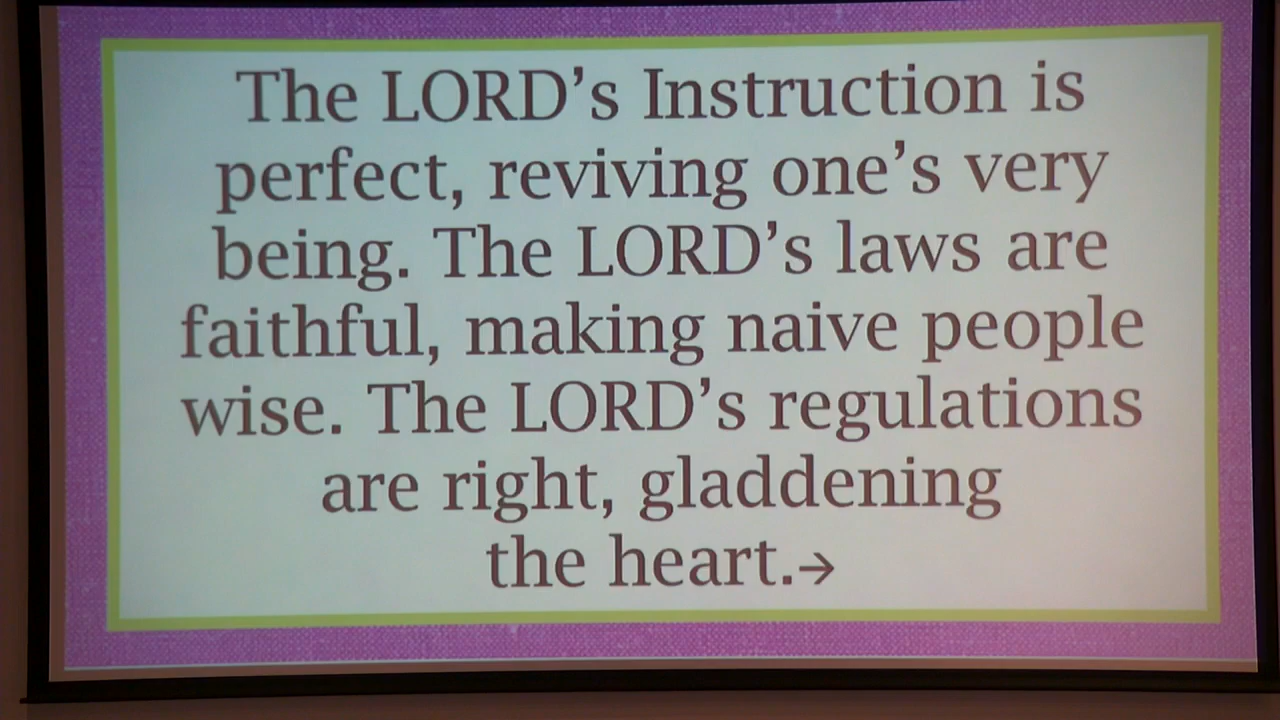 The LORD’s Instruction is
perfect, reviving one’s very
being. The LORD’s laws are
faithful, making naive people
wise. The LORD’s regulations
are right, gladdening
the heart.→